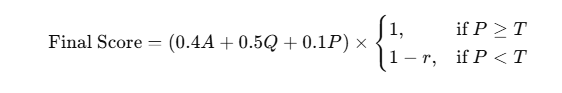 Final Score = (0.4A + 0.5Q + 0.1P) × { 1, if P ≥ T
1 − r, if P < T